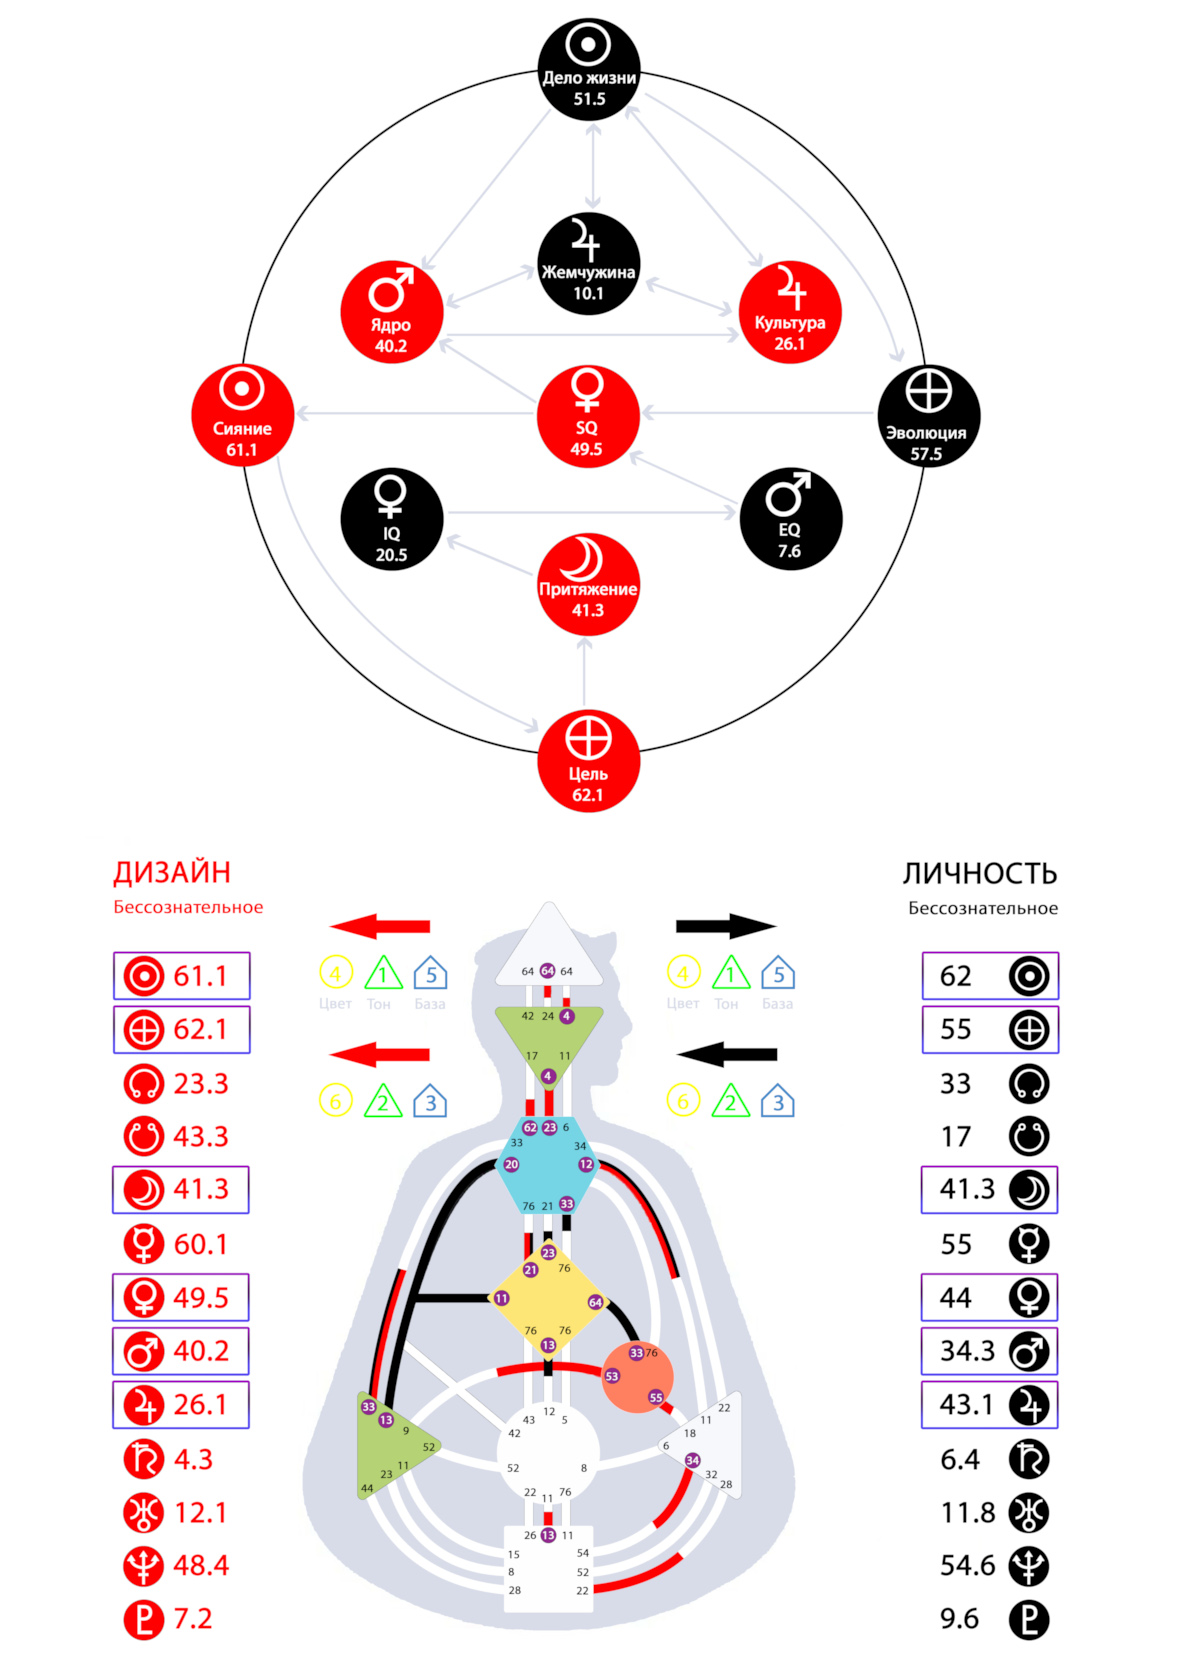 Дело жизни
51.5
Жемчужина
10.1
Ядро
40.2
Культура
26.1
Сияние
61.1
SQ
49.5
Эволюция
57.5
IQ
20.5
EQ
7.6
Притяжение
41.3
Цель
62.1
ДИЗАЙН
Бессознательное
61.1
62.1
23.3
43.3
41.3
60.1
49.5
40.2
26.1
4.3
12.1
48.4
7.2
4 1 5
Цвет Тон База
6 2 3
64 64 64
42 24 4
17 11
4
62 23 6
33 34
20 12
76 21 33
23
21 76
11 64
76 76
13
33 76
53
55
33
13
9
52
11
23
44
12
43 5
42
52 8
22 11 76
26 13 11
15 54
8 52
28 22
22
11
18
6
34
32
28
4 1 5
Цвет Тон База
6 2 3
ЛИЧНОСТЬ
Бессознательное
62
55
33
17
41.3
55
44
34.3
43.1
6.4
11.8
54.6
9.6